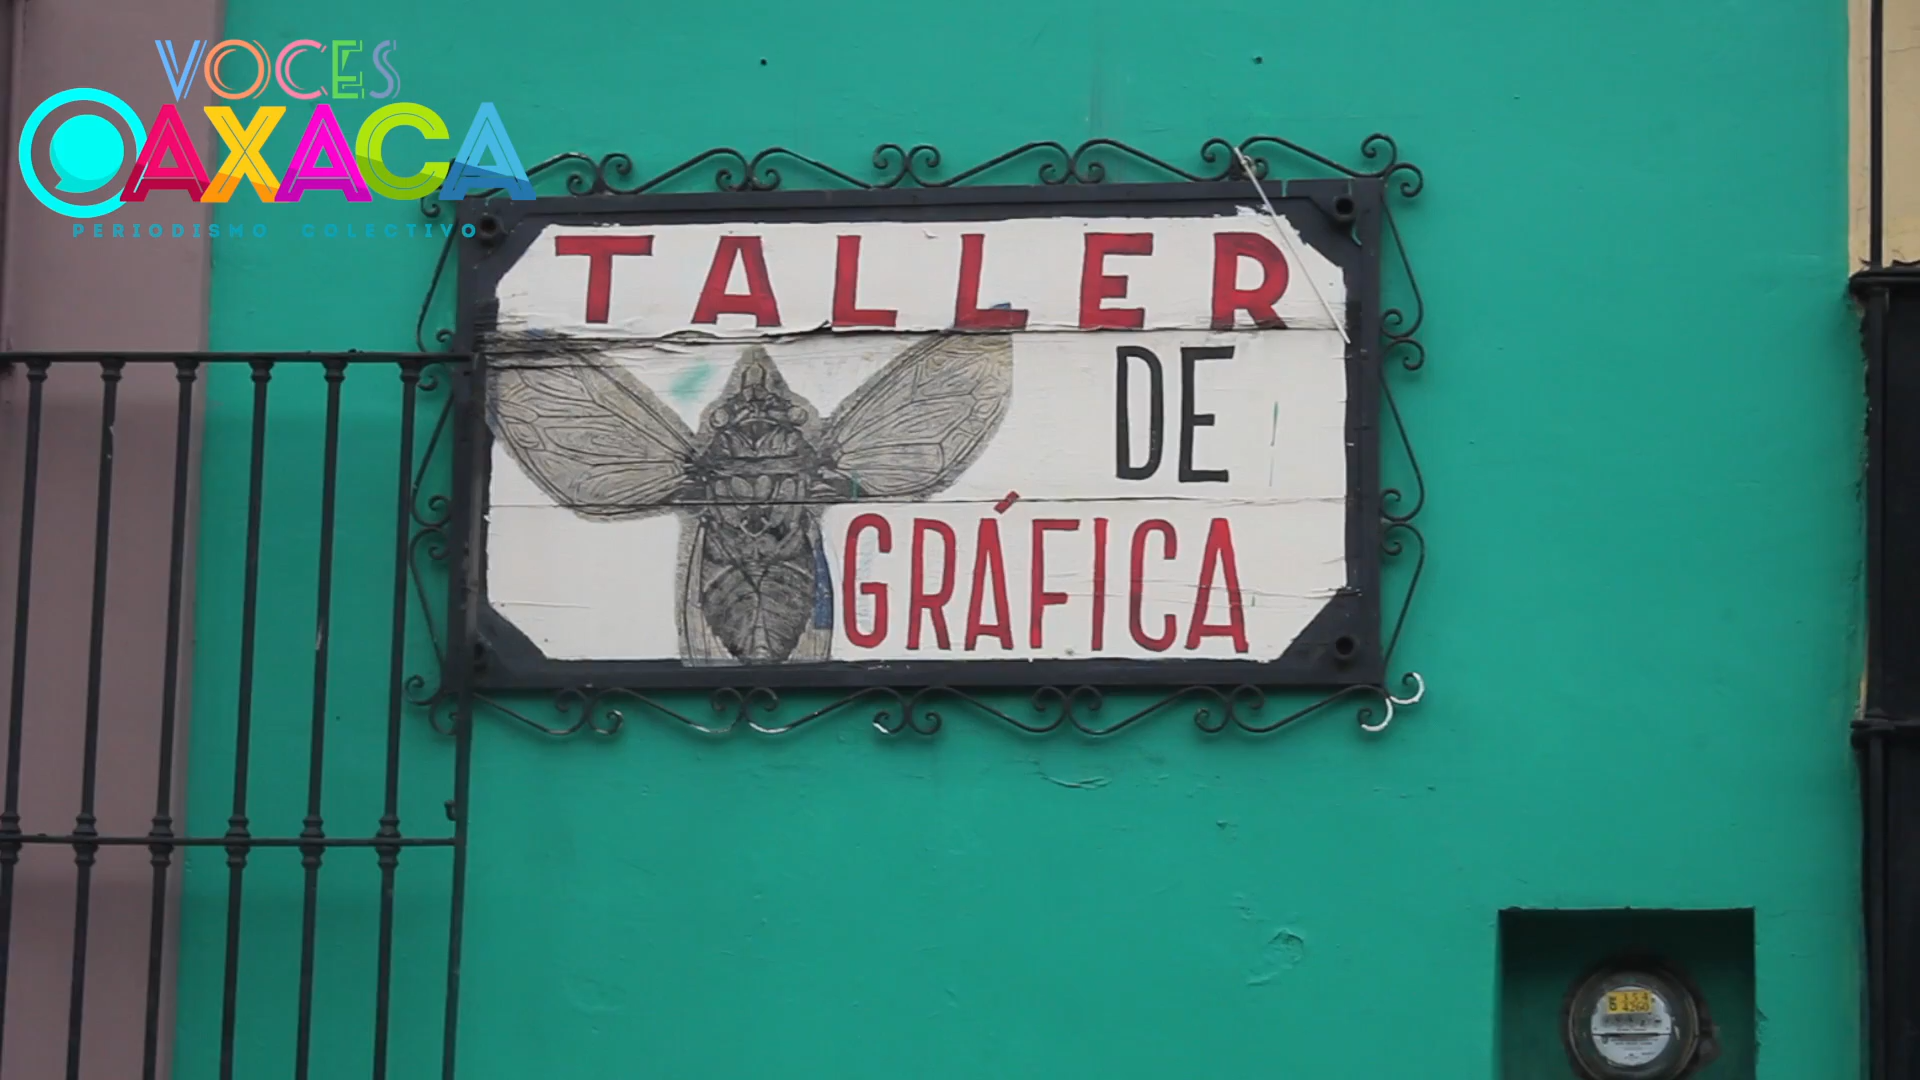 VOCES
OAXACA
PERIODISMO COLECTIVO
TALLER
DE
GRÁFICA